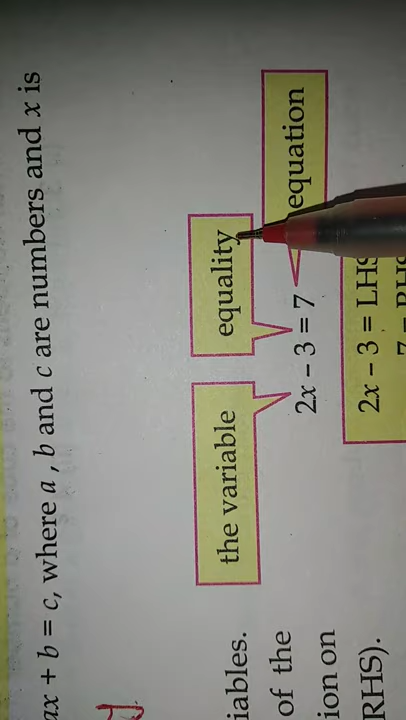 ax + b = c, where a , b and c are numbers and x is
the variable
equality
equation
2x − 3 = 7
2x − 3 = LHS
iables.
of the
ion on
RHS).